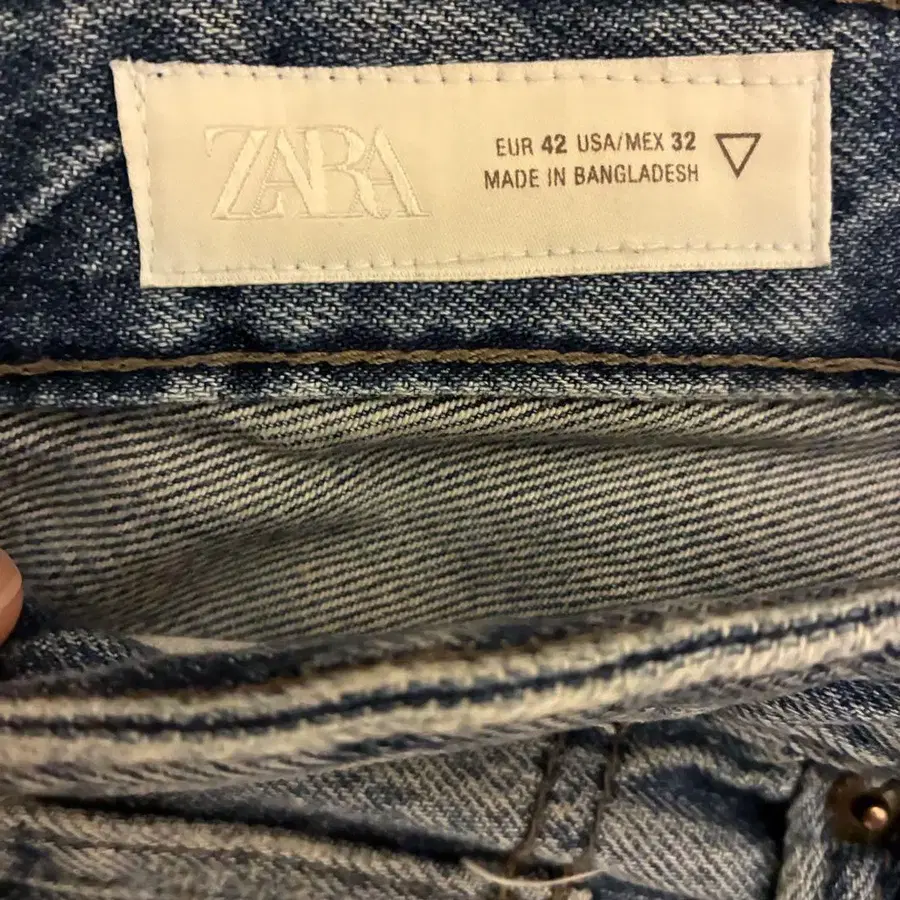 ZARA
EUR 42 USA/MEX 32
MADE IN BANGLADESH